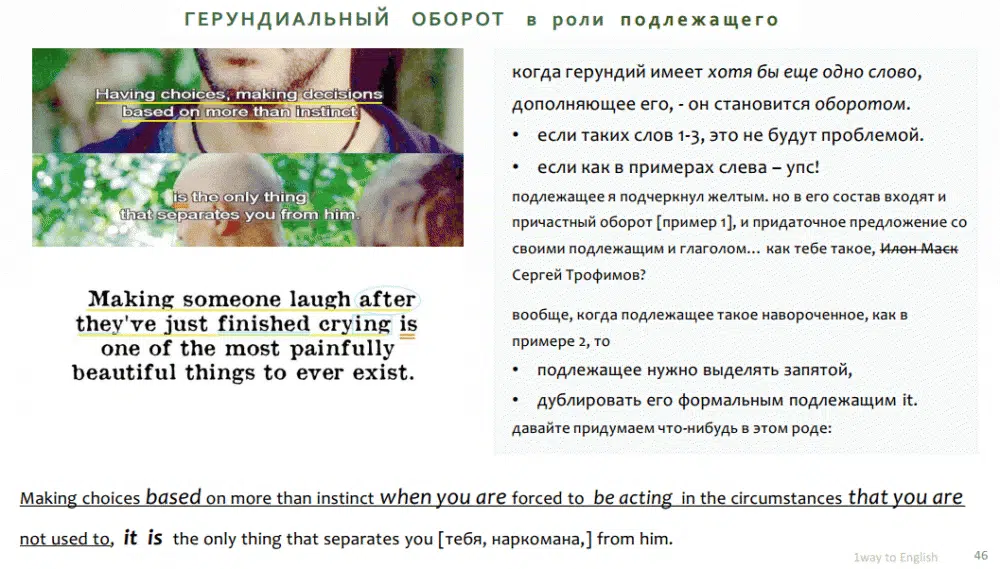 ГЕРУНДИАЛЬНЫЙ ОБОРОТ в роли подлежащего
Having choices, making decisions
based on more than instinct
is the only thing
that separates you from him.
Making someone laugh after
they've just finished crying is
one of the most painfully
beautiful things to ever exist.
когда герундий имеет хотя бы еще одно слово,
дополняющее его, - он становится оборотом.
• если таких слов 1-3, это не будут проблемой.
• если как в примерах слева – упс!
подлежащее я подчеркнул желтым. но в его состав входят и
причастный оборот [пример 1], и придаточное предложение со
своими подлежащим и глаголом... как тебе такое, Илон Маск
Сергей Трофимов?
вообще, когда подлежащее такое навороченное, как в
примере 2, то
• подлежащее нужно выделять запятой,
• дублировать его формальным подлежащим it.
давайте придумаем что-нибудь в этом роде:
Making choices based on more than instinct when you are forced to be acting in the circumstances that you are
not used to, it is the only thing that separates you [тебя, наркомана,] from him.
1way to English
46